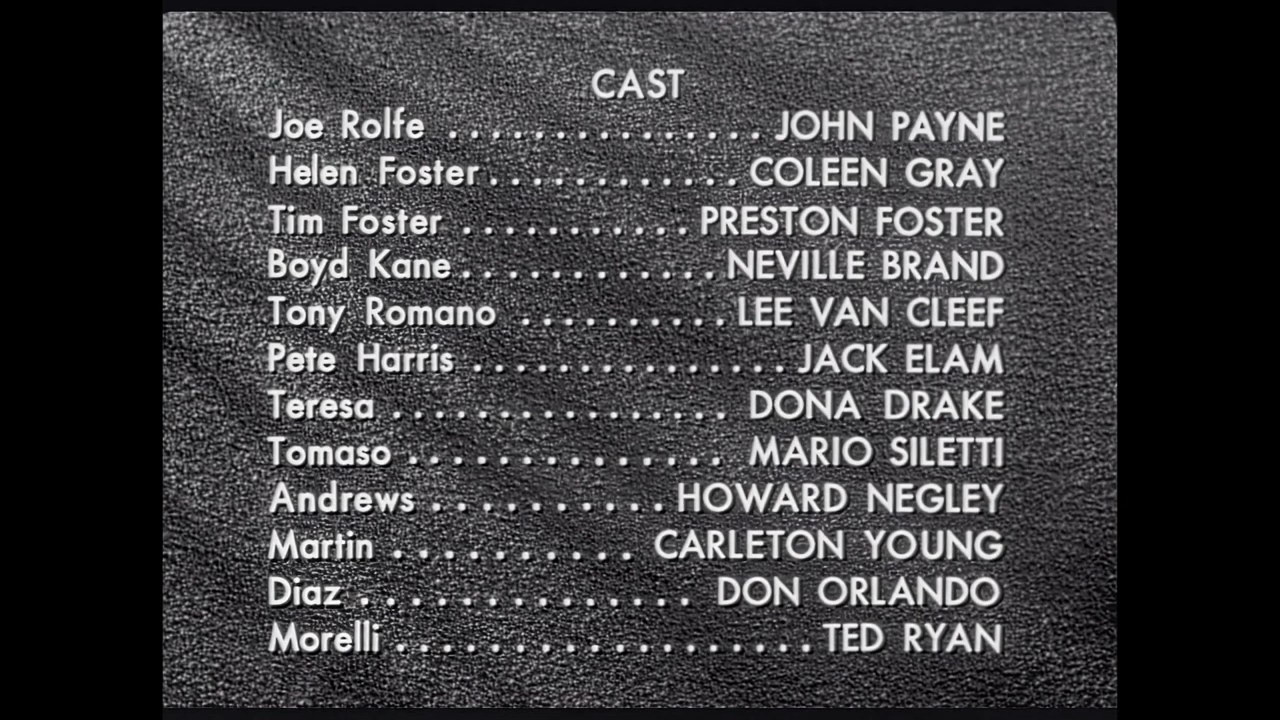 CAST
Joe Rolfe . . . . . . . . . . . . . . . JOHN PAYNE
Helen Foster . . . . . . . . . . . . COLEEN GRAY
Tim Foster . . . . . . . . . . . PRESTON FOSTER
Boyd Kane . . . . . . . . . . . . NEVILLE BRAND
Tony Romano . . . . . . . . . . LEE VAN CLEEF
Pete Harris . . . . . . . . . . . . . . . JACK ELAM
Teresa . . . . . . . . . . . . . . . . DONA DRAKE
Tomaso . . . . . . . . . . . . . . MARIO SILETTI
Andrews . . . . . . . . . . . HOWARD NEGLEY
Martin . . . . . . . . . . . CARLETON YOUNG
Diaz . . . . . . . . . . . . . . . DON ORLANDO
Morelli . . . . . . . . . . . . . . . . . . . TED RYAN